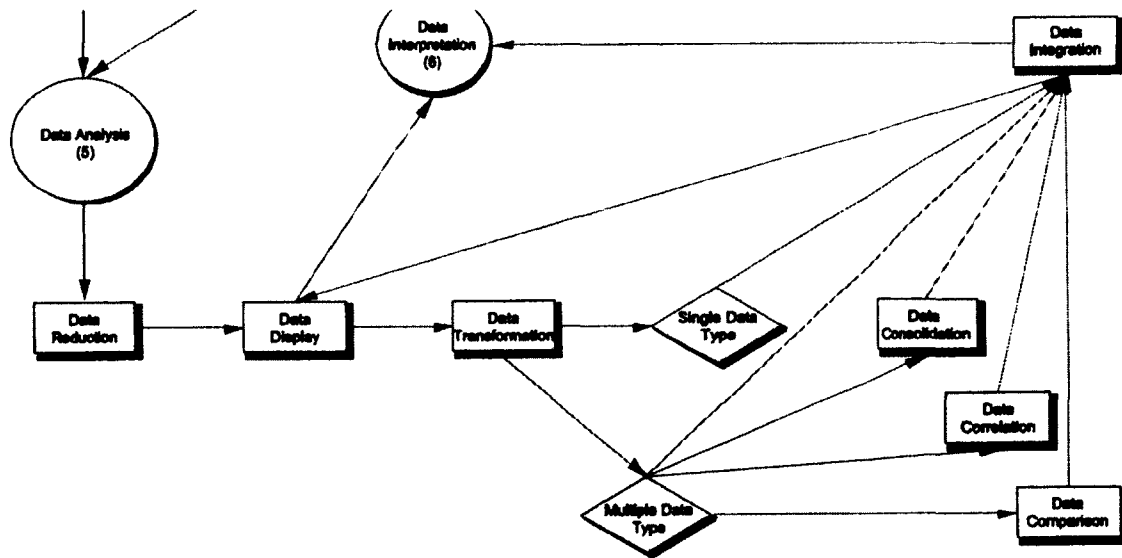 Data
Interpretation
(6)
Data
Integration
Data Analysis
(5)
Data
Reduction
Data
Display
Data
Transformation
Single Data
Type
Data
Consolidation
Data
Correlation
Multiple Data
Type
Data
Comparison